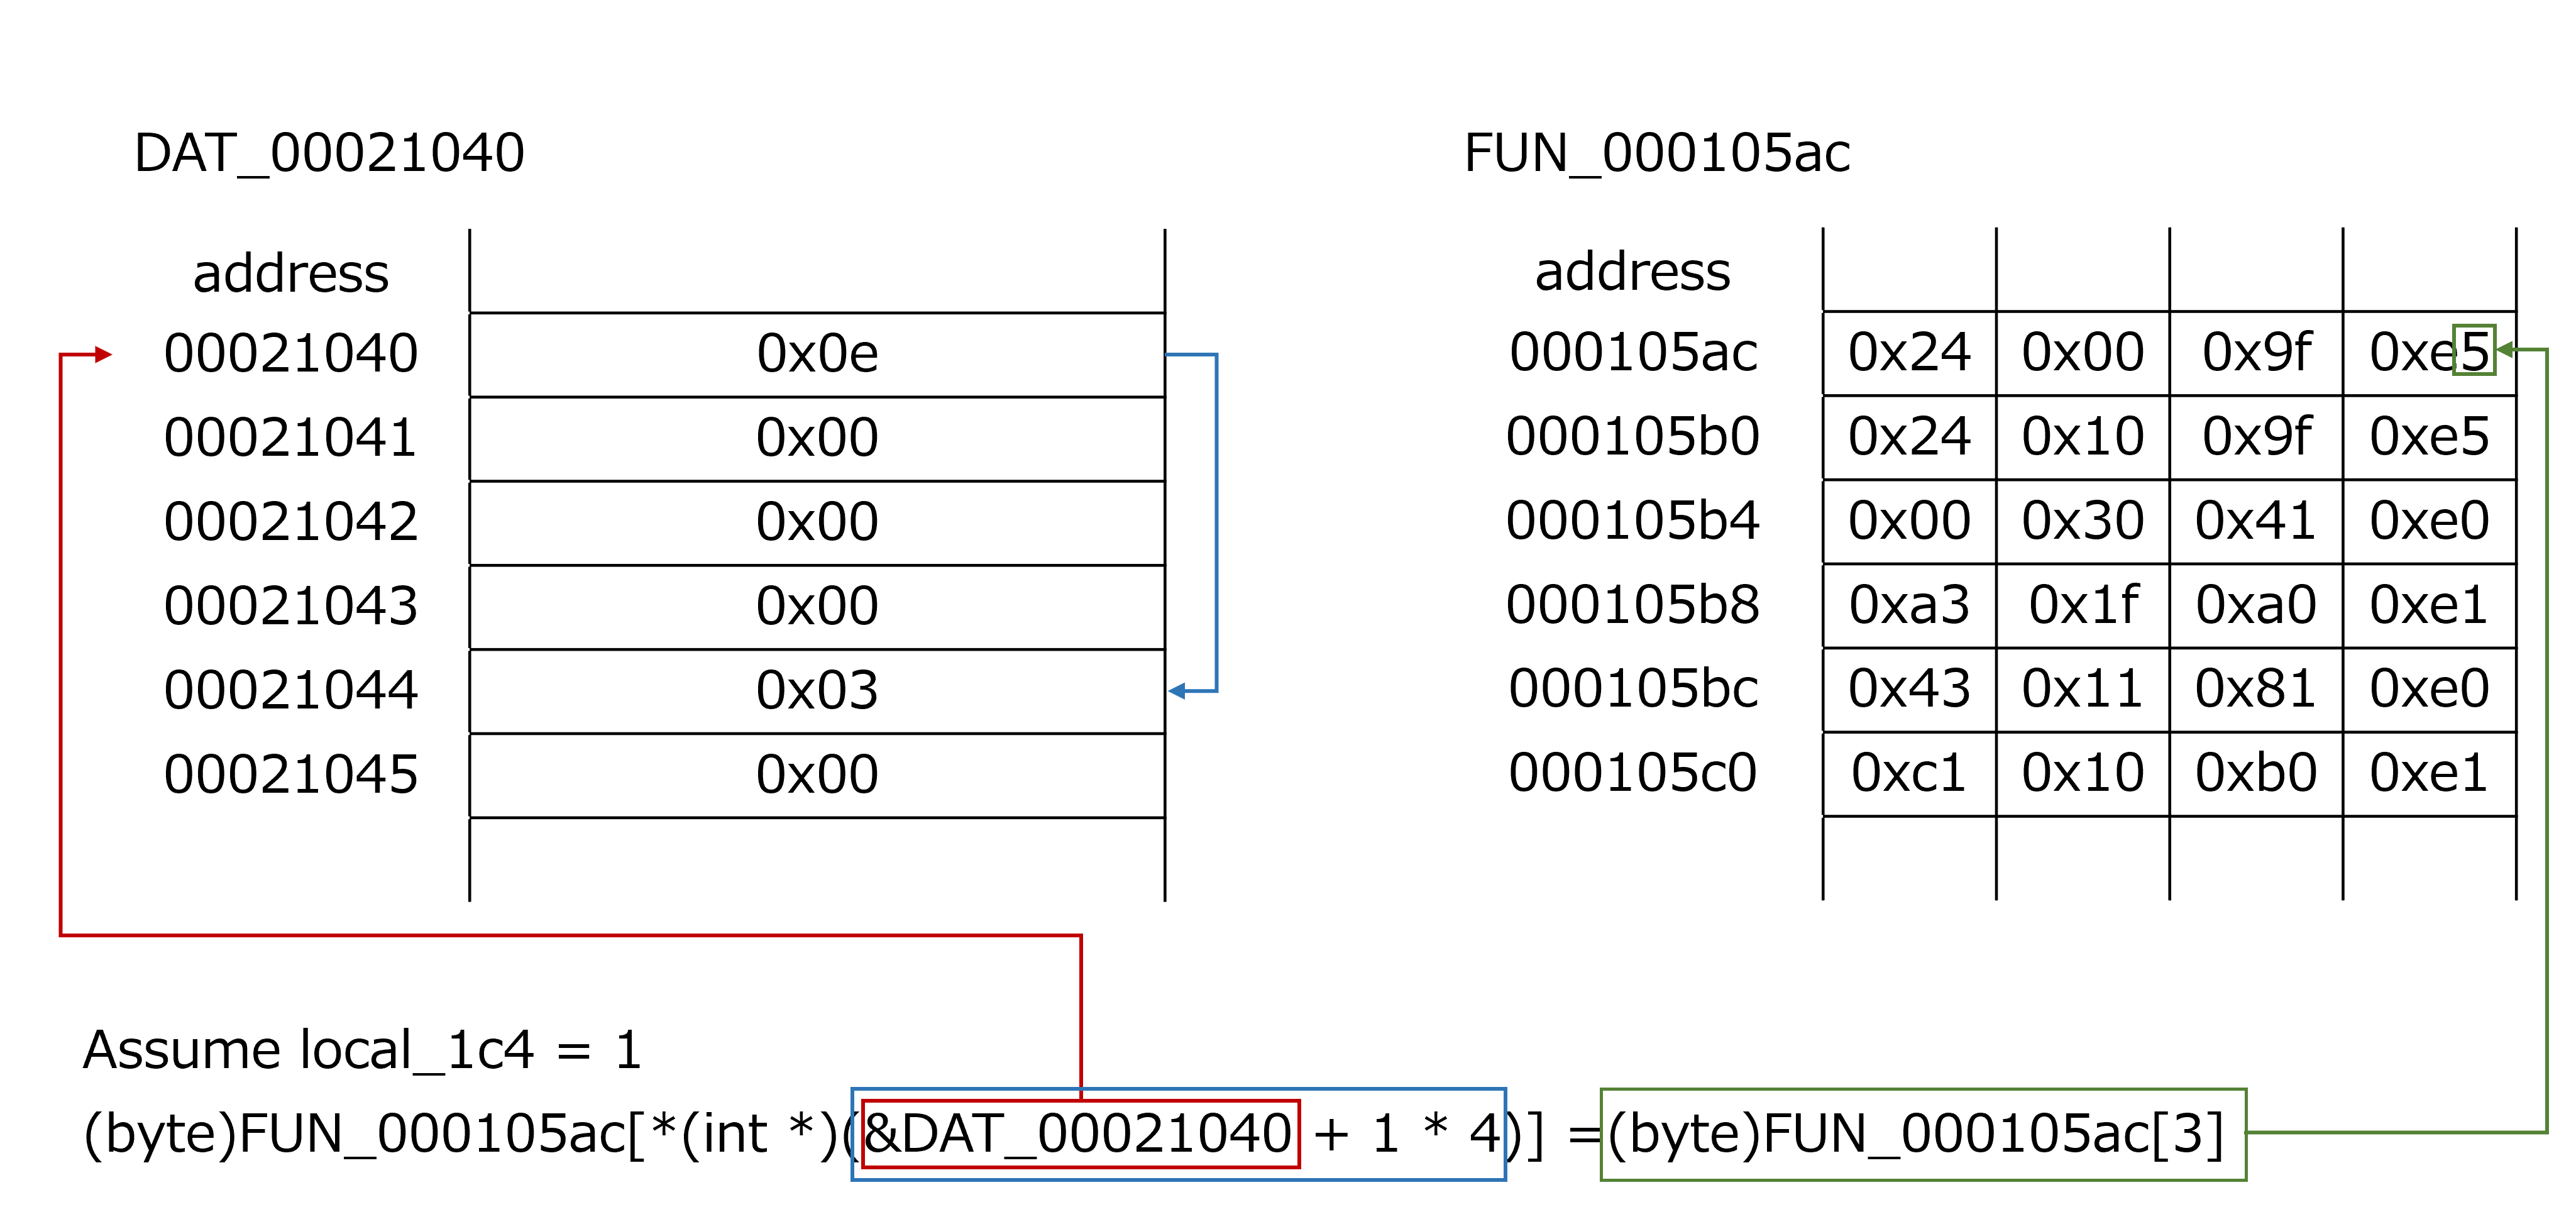 DAT_00021040
address
00021040 0x0e
00021041 0x00
00021042 0x00
00021043 0x00
00021044 0x03
00021045 0x00
FUN_000105ac
address
000105ac 0x24 0x00 0x9f 0xe5
000105b0 0x24 0x10 0x9f 0xe5
000105b4 0x00 0x30 0x41 0xe0
000105b8 0xa3 0x1f 0xa0 0xe1
000105bc 0x43 0x11 0x81 0xe0
000105c0 0xc1 0x10 0xb0 0xe1
Assume local_1c4 = 1
(byte)FUN_000105ac[*(int *)(&DAT_00021040 + 1 * 4)] =(byte)FUN_000105ac[3]